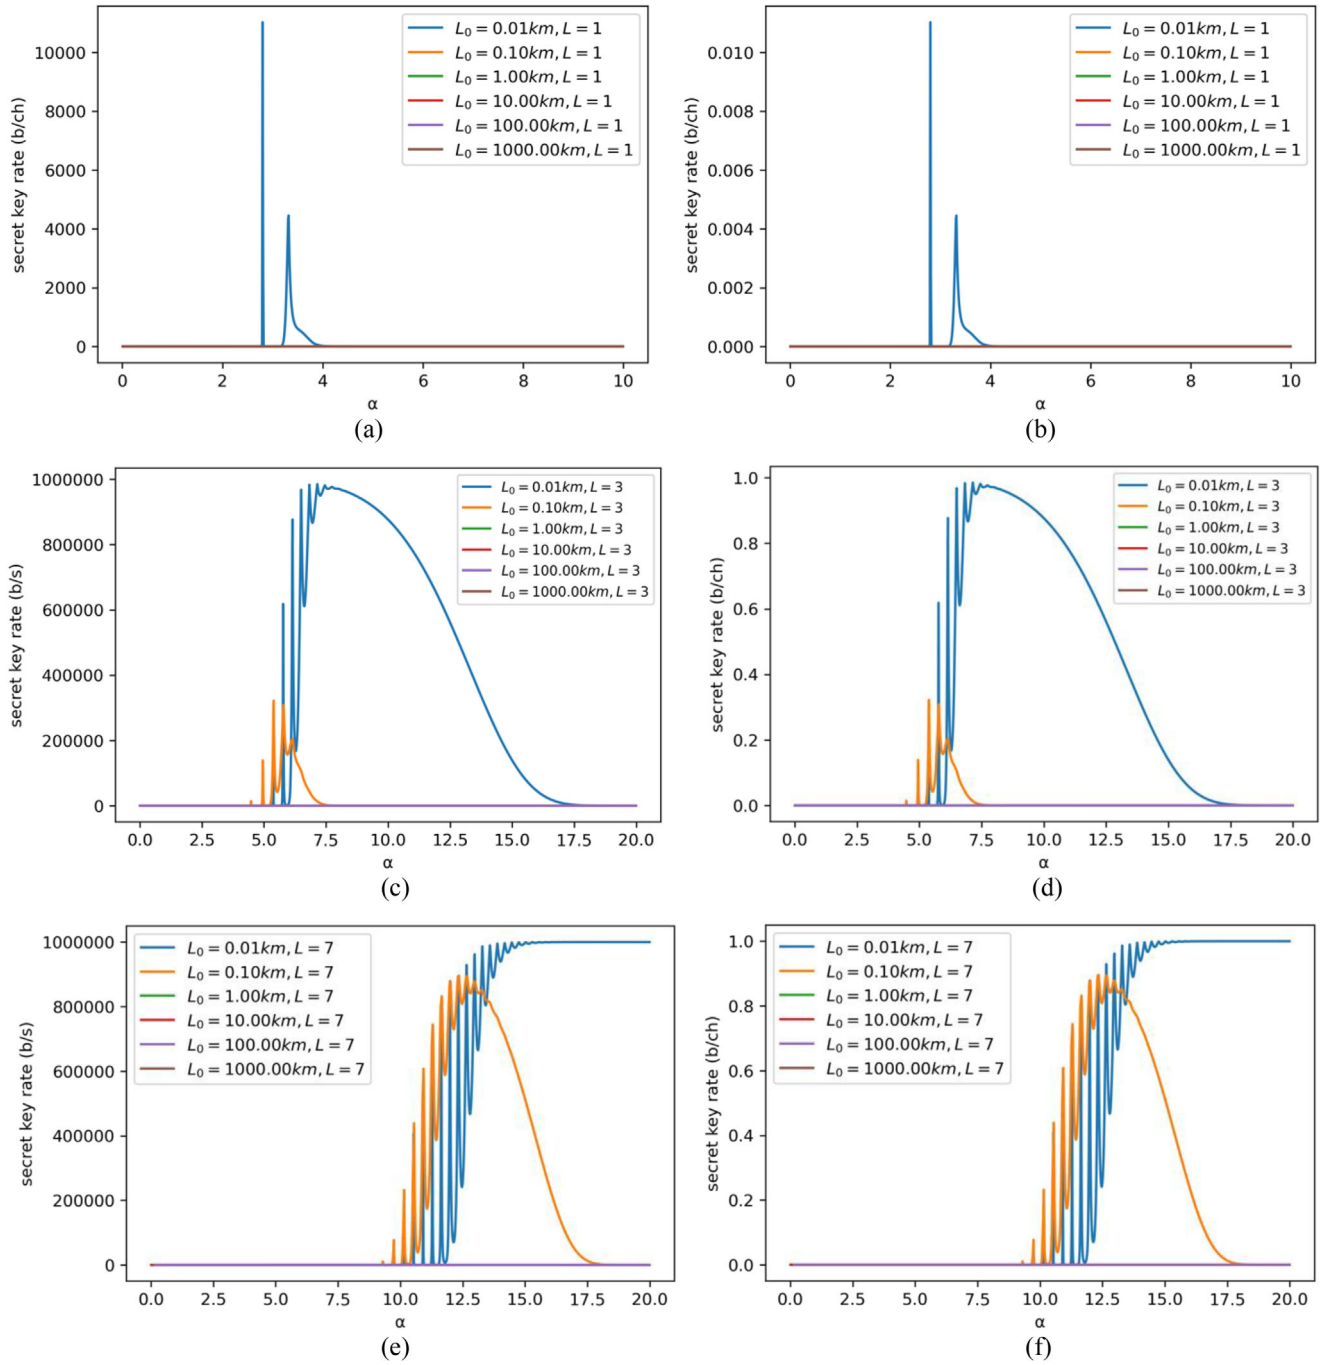 secret key rate (b/ch)
10000
8000
6000
4000
2000
0
L₀ = 0.01km, L = 1
L₀ = 0.10km, L = 1
L₀ = 1.00km, L = 1
L₀ = 10.00km, L = 1
L₀ = 100.00km, L = 1
L₀ = 1000.00km, L = 1
0 2 4 6 8 10
α
(a)
secret key rate (b/ch)
0.010
0.008
0.006
0.004
0.002
0.000
L₀ = 0.01km, L = 1
L₀ = 0.10km, L = 1
L₀ = 1.00km, L = 1
L₀ = 10.00km, L = 1
L₀ = 100.00km, L = 1
L₀ = 1000.00km, L = 1
0 2 4 6 8 10
α
(b)
secret key rate (b/s)
1000000
800000
600000
400000
200000
0
L₀ = 0.01km, L = 3
L₀ = 0.10km, L = 3
L₀ = 1.00km, L = 3
L₀ = 10.00km, L = 3
L₀ = 100.00km, L = 3
L₀ = 1000.00km, L = 3
0.0 2.5 5.0 7.5 10.0 12.5 15.0 17.5 20.0
α
(c)
secret key rate (b/ch)
1.0
0.8
0.6
0.4
0.2
0.0
L₀ = 0.01km, L = 3
L₀ = 0.10km, L = 3
L₀ = 1.00km, L = 3
L₀ = 10.00km, L = 3
L₀ = 100.00km, L = 3
L₀ = 1000.00km, L = 3
0.0 2.5 5.0 7.5 10.0 12.5 15.0 17.5 20.0
α
(d)
secret key rate (b/s)
1000000
800000
600000
400000
200000
0
L₀ = 0.01km, L = 7
L₀ = 0.10km, L = 7
L₀ = 1.00km, L = 7
L₀ = 10.00km, L = 7
L₀ = 100.00km, L = 7
L₀ = 1000.00km, L = 7
0.0 2.5 5.0 7.5 10.0 12.5 15.0 17.5 20.0
α
(e)
secret key rate (b/ch)
1.0
0.8
0.6
0.4
0.2
0.0
L₀ = 0.01km, L = 7
L₀ = 0.10km, L = 7
L₀ = 1.00km, L = 7
L₀ = 10.00km, L = 7
L₀ = 100.00km, L = 7
L₀ = 1000.00km, L = 7
0.0 2.5 5.0 7.5 10.0 12.5 15.0 17.5 20.0
α
(f)